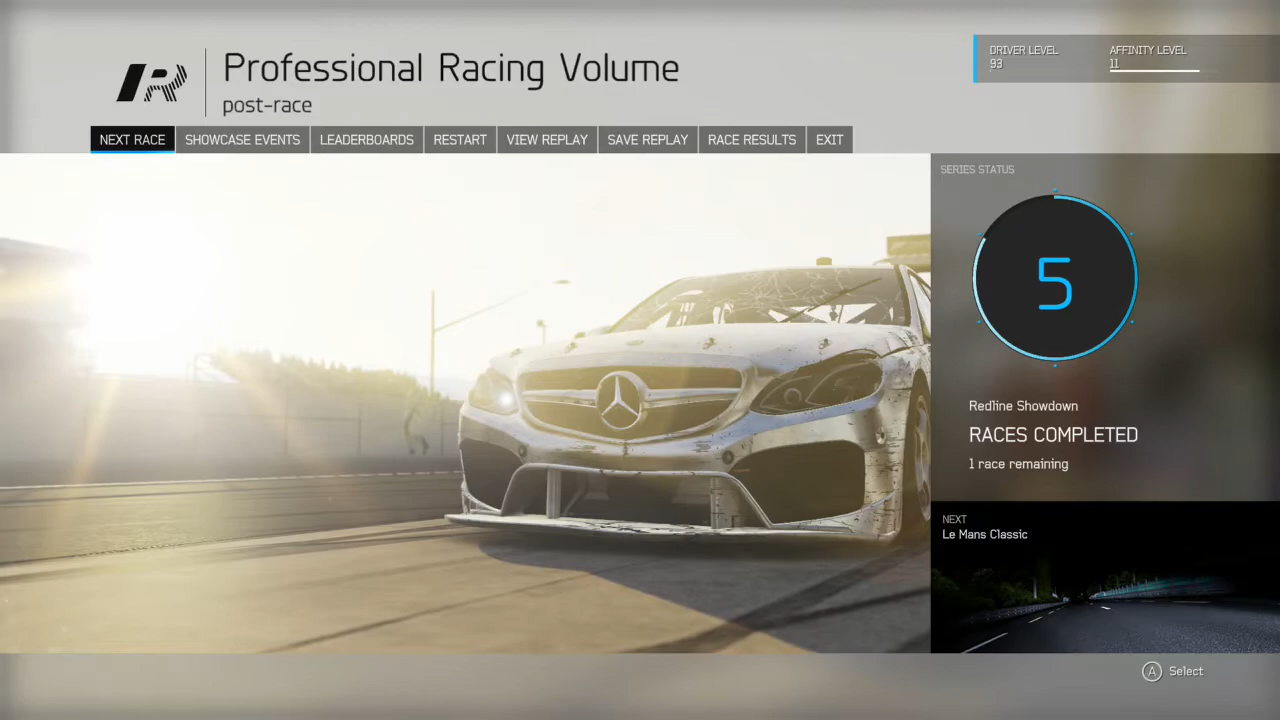 Professional Racing Volume
post-race
DRIVER LEVEL
93
AFFINITY LEVEL
11
NEXT RACE
SHOWCASE EVENTS
LEADERBOARDS
RESTART
VIEW REPLAY
SAVE REPLAY
RACE RESULTS
EXIT
SERIES STATUS
5
Redline Showdown
RACES COMPLETED
1 race remaining
NEXT
Le Mans Classic
A Select